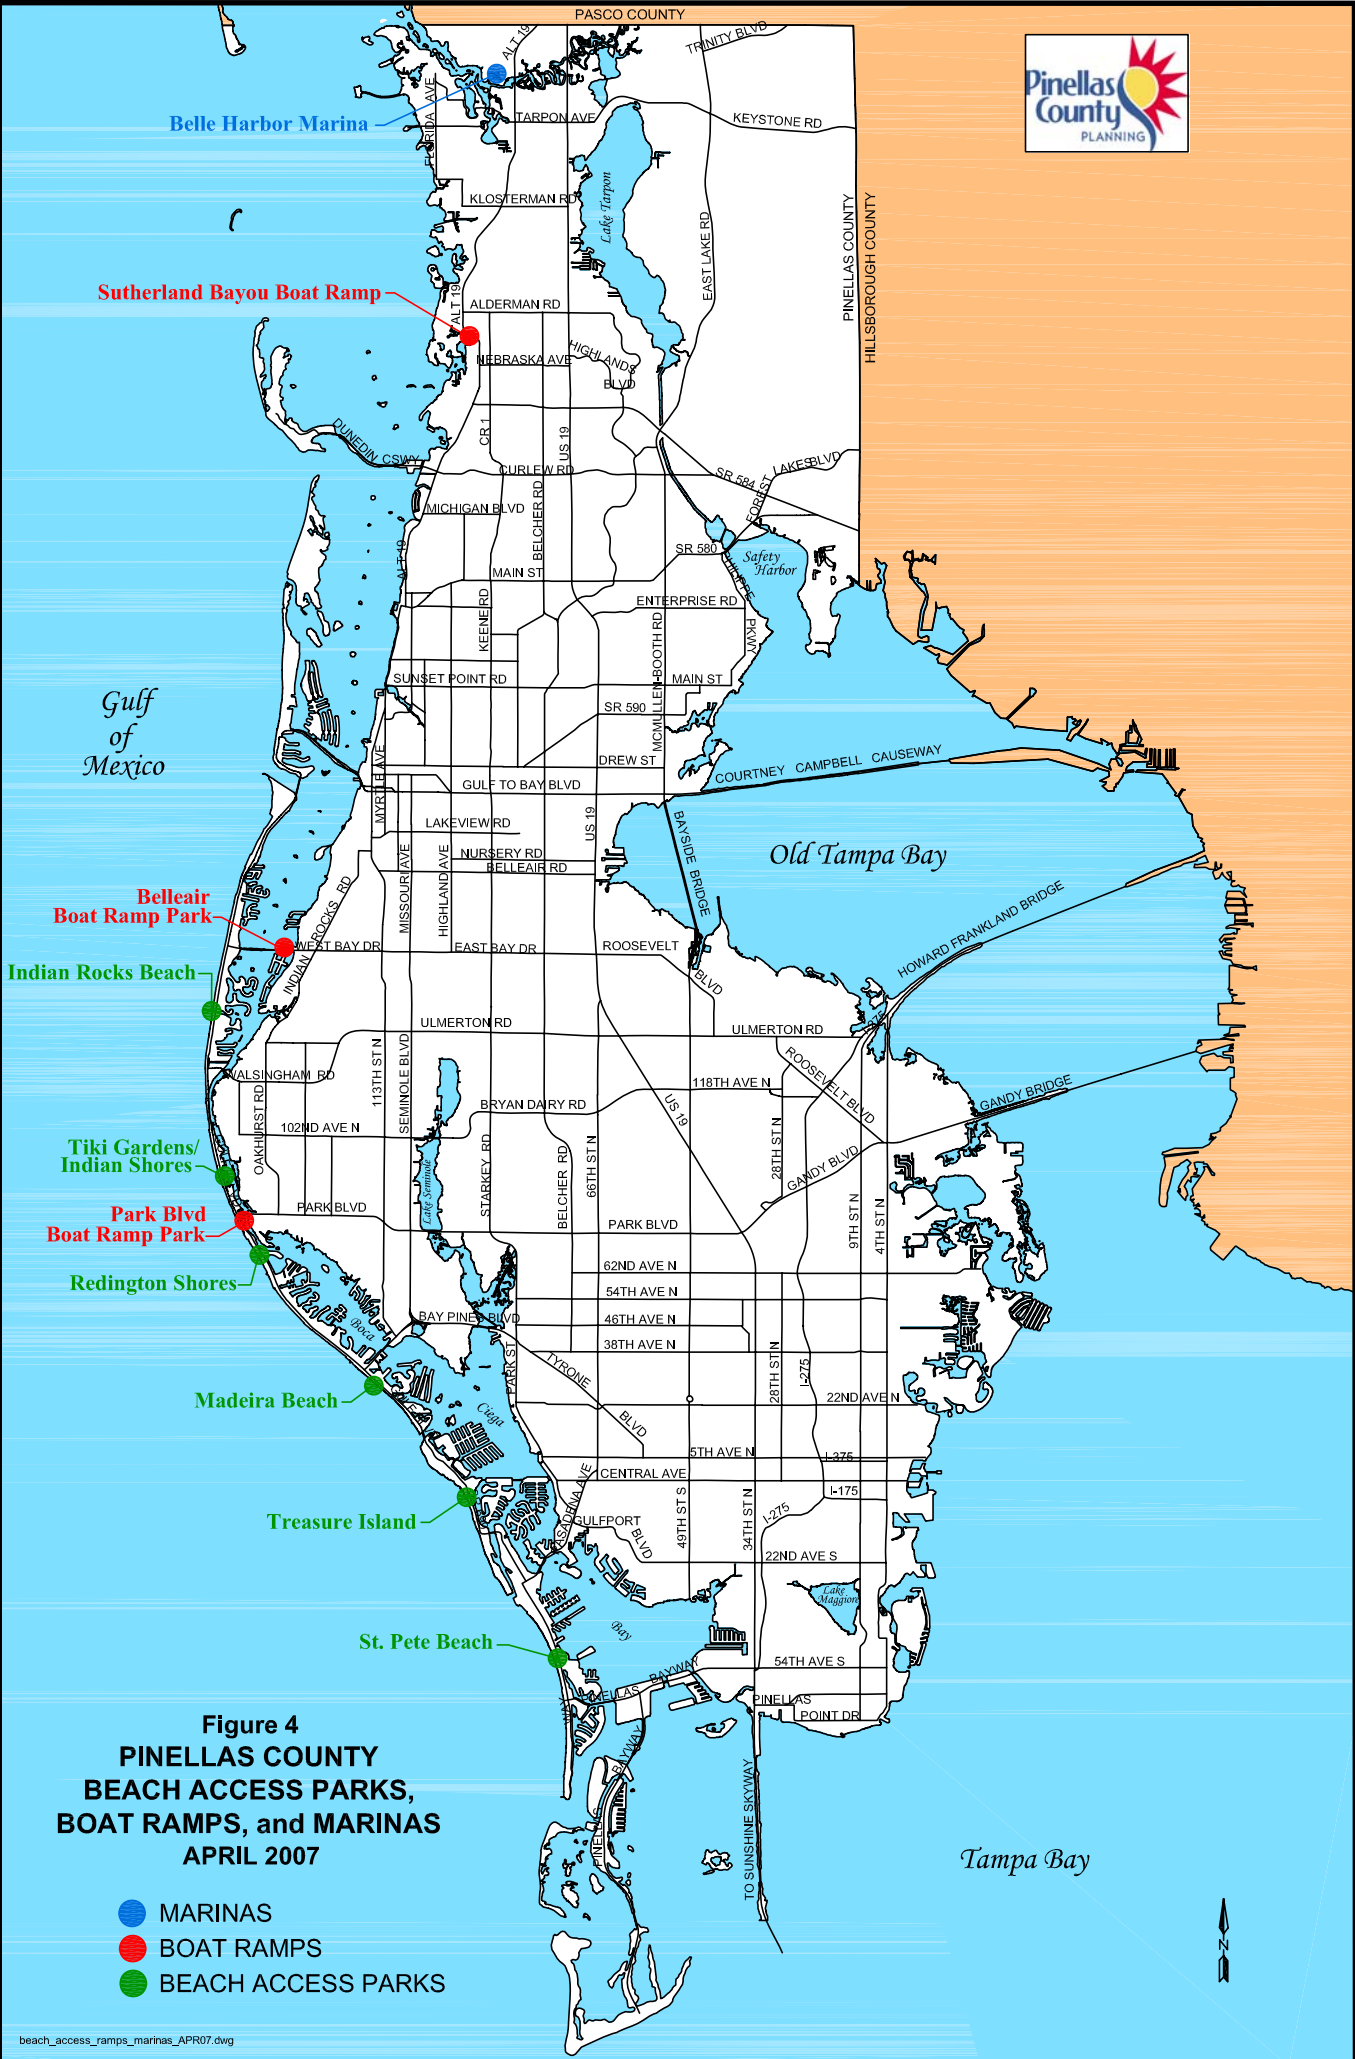 PASCO COUNTY
ALT 19
TRINITY BLVD
Pinellas
County
PLANNING
Belle Harbor Marina
FLORIDA AVE
TARPON AVE
KEYSTONE RD
KLOSTERMAN RD
Lake Tarpon
EAST LAKE RD
PINELLAS COUNTY
HILLSBOROUGH COUNTY
Sutherland Bayou Boat Ramp
ALT 19
ALDERMAN RD
NEBRASKA AVE
HIGHLANDS
BLVD
DUNEDIN CSWY
CR 1
US 19
CURLEW RD
SR 584
FOREST
LAKES BLVD
MICHIGAN BLVD
BELCHER RD
ALT 19
MAIN ST
SR 580
Safety
Harbor
PHILIPPE
PKWY
KEENE RD
ENTERPRISE RD
MCMULLEN-BOOTH RD
SUNSET POINT RD
MAIN ST
SR 590
Gulf
of
Mexico
MYRTLE AVE
DREW ST
GULF TO BAY BLVD
COURTNEY CAMPBELL CAUSEWAY
US 19
LAKEVIEW RD
BAYSIDE BRIDGE
NURSERY RD
BELLEAIR RD
Old Tampa Bay
MISSOURI AVE
HIGHLAND AVE
Belleair
Boat Ramp Park
INDIAN ROCKS RD
WEST BAY DR
EAST BAY DR
ROOSEVELT
BLVD
HOWARD FRANKLAND BRIDGE
Indian Rocks Beach
ULMERTON RD
ULMERTON RD
I-275
WALSINGHAM RD
113TH ST N
SEMINOLE BLVD
118TH AVE N
ROOSEVELT BLVD
GANDY BRIDGE
OAKHURST RD
BRYAN DAIRY RD
US 19
102ND AVE N
28TH ST N
GANDY BLVD
Tiki Gardens/
Indian Shores
Lake Seminole
STARKEY RD
BELCHER RD
66TH ST N
PARK BLVD
PARK BLVD
9TH ST N
4TH ST N
Park Blvd
Boat Ramp Park
Redington Shores
62ND AVE N
54TH AVE N
Boca
BAY PINES BLVD
46TH AVE N
38TH AVE N
PARK ST
TYRONE
BLVD
28TH ST N
I-275
22ND AVE N
Madeira Beach
Ciega
5TH AVE N
I-375
CENTRAL AVE
I-175
Treasure Island
PASADENA AVE
GULFPORT
BLVD
49TH ST S
34TH ST N
I-275
22ND AVE S
Lake
Maggiore
Bay
St. Pete Beach
54TH AVE S
PINELLAS BAYWAY
WAY
PINELLAS
POINT DR
PINELLAS BAYWAY
TO SUNSHINE SKYWAY
Figure 4
PINELLAS COUNTY
BEACH ACCESS PARKS,
BOAT RAMPS, and MARINAS
APRIL 2007
Tampa Bay
MARINAS
BOAT RAMPS
BEACH ACCESS PARKS
N
beach_access_ramps_marinas_APR07.dwg